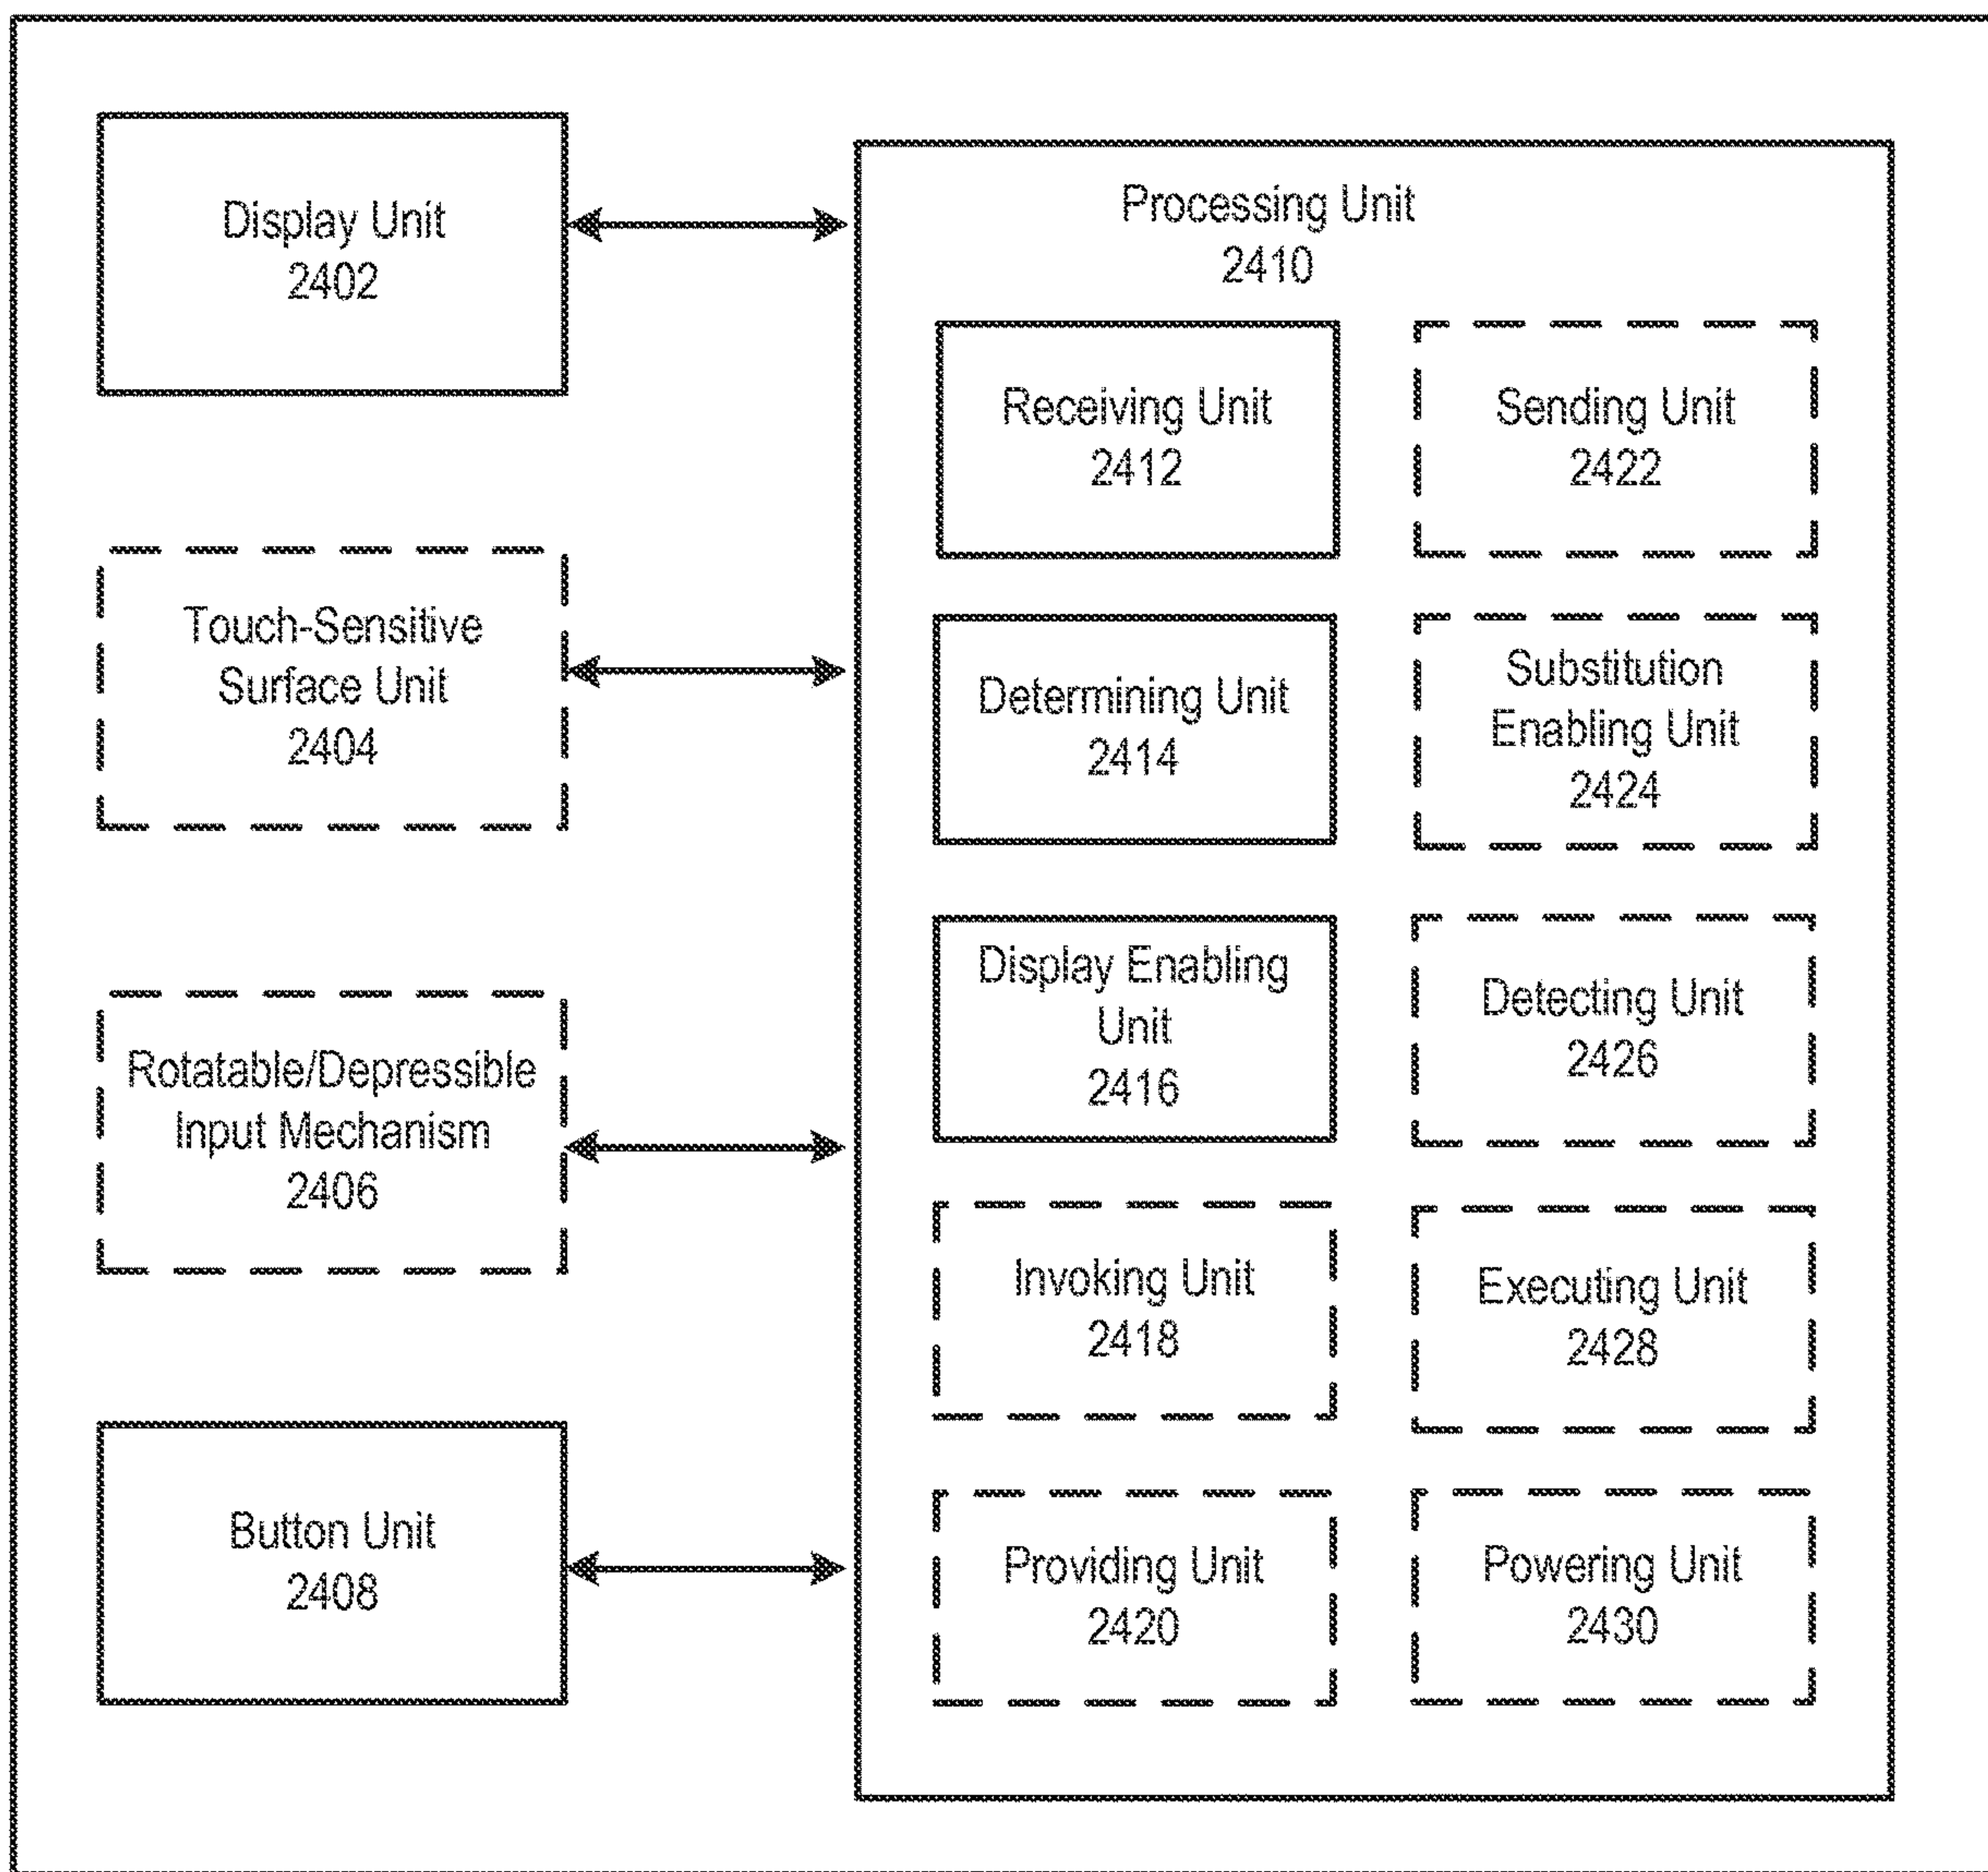 Display Unit
2402
Touch-Sensitive
Surface Unit
2404
Rotatable/Depressible
Input Mechanism
2406
Button Unit
2408
Processing Unit
2410
Receiving Unit
2412
Sending Unit
2422
Determining Unit
2414
Substitution
Enabling Unit
2424
Display Enabling
Unit
2416
Detecting Unit
2426
Invoking Unit
2418
Executing Unit
2428
Providing Unit
2420
Powering Unit
2430